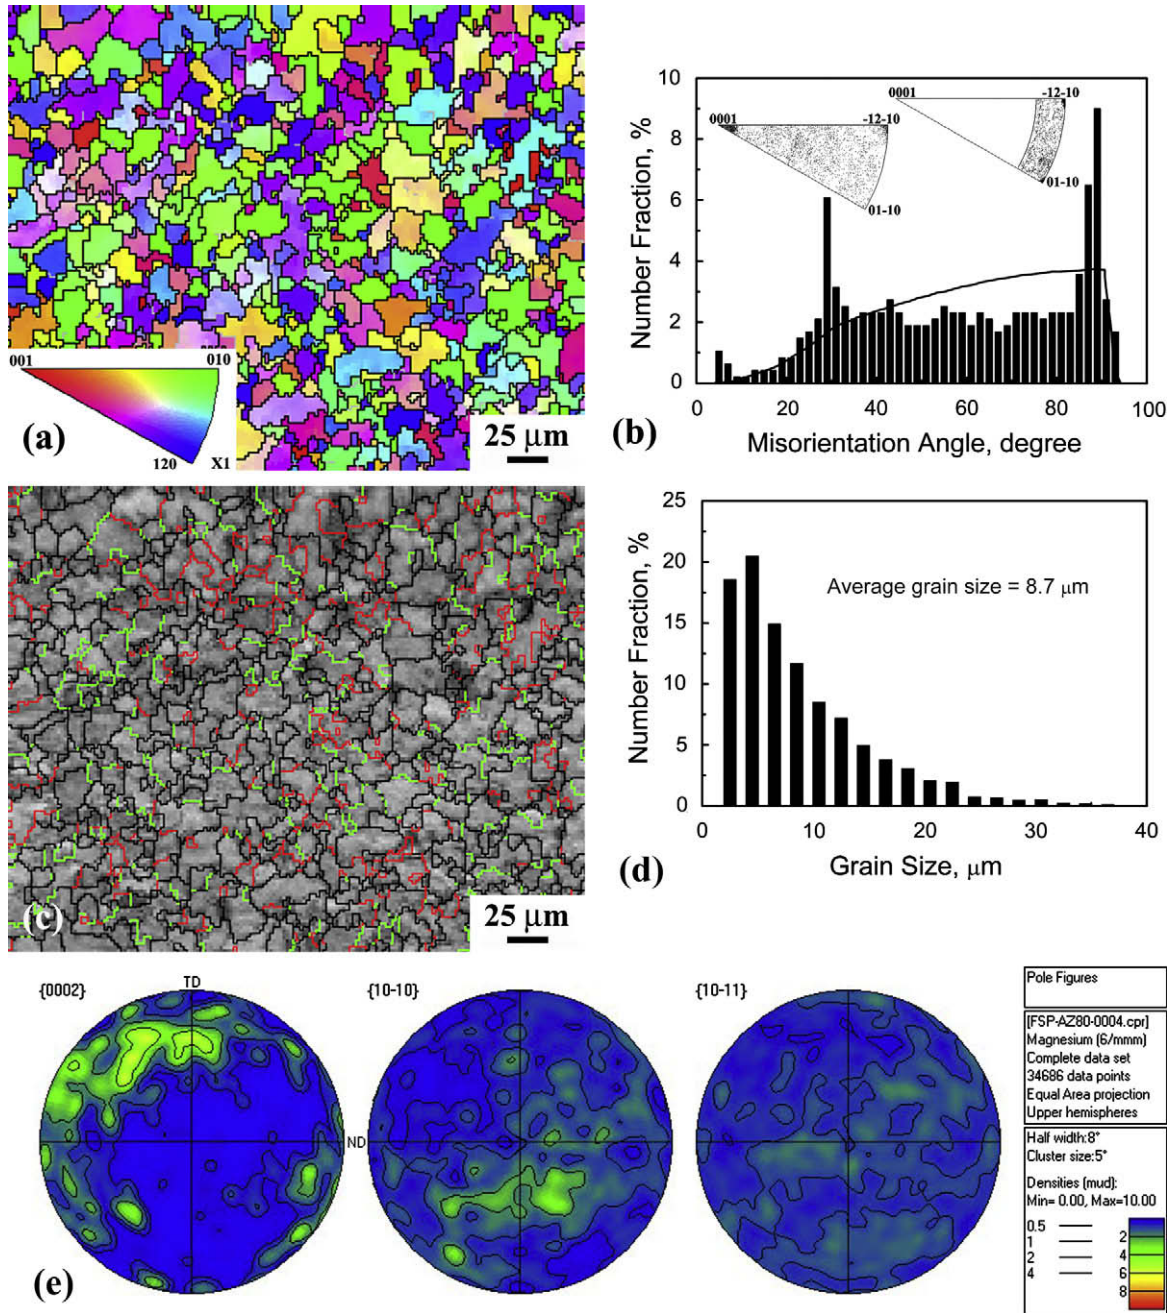 001
010
120
X1
(a)
25 μm
10
8
6
4
2
0
0
20
40
60
80
100
Number Fraction, %
Misorientation Angle, degree
0001
-12-10
01-10
0001
-12-10
01-10
(b)
(c)
25 μm
25
20
15
10
5
0
0
10
20
30
40
Number Fraction, %
Average grain size = 8.7 μm
Grain Size, μm
(d)
{0002}
TD
ND
{10-10}
{10-11}
(e)
Pole Figures
[FSP-AZ80-0004.cpr]
Magnesium (6/mmm)
Complete data set
34686 data points
Equal Area projection
Upper hemispheres
Half width:8°
Cluster size:5°
Densities (mud):
Min= 0.00, Max=10.00
0.5
1
2
4
2
4
6
8